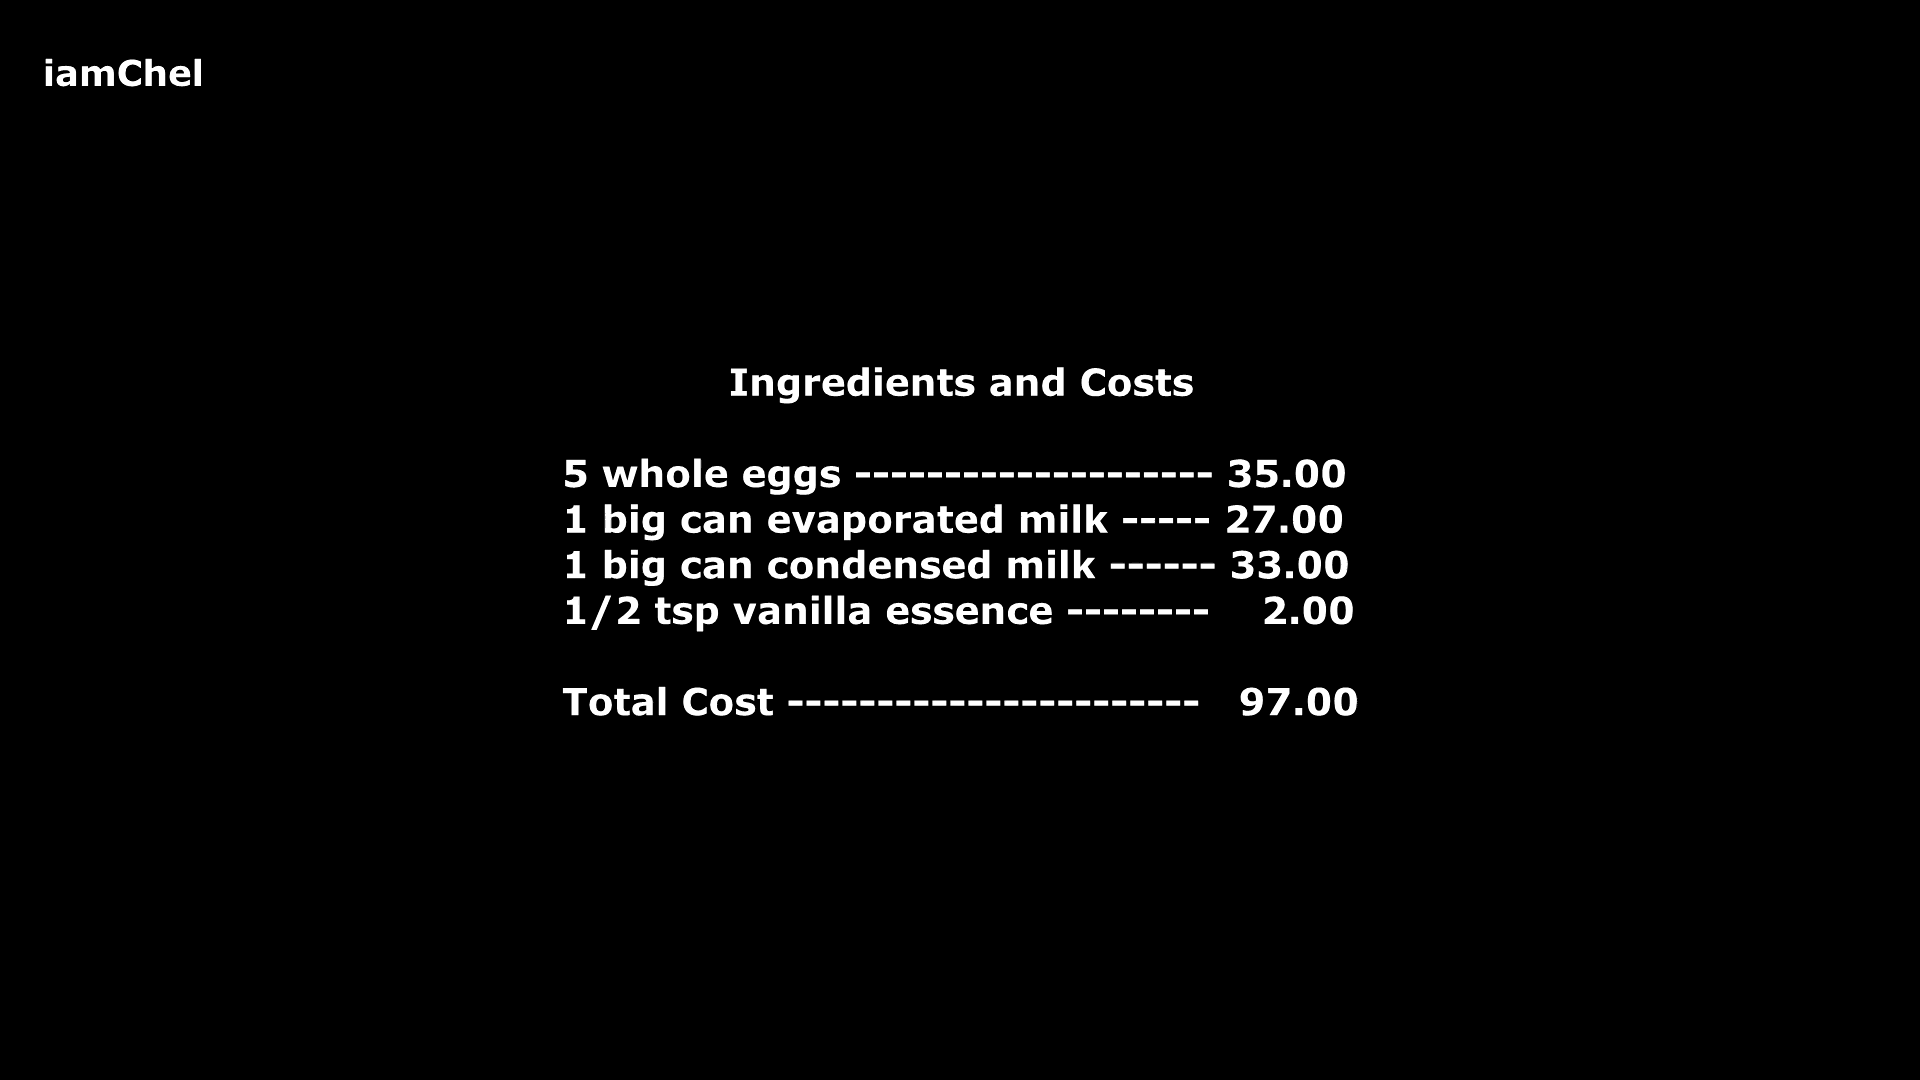 iamChel
Ingredients and Costs
5 whole eggs -------------------- 35.00
1 big can evaporated milk ----- 27.00
1 big can condensed milk ------ 33.00
1/2 tsp vanilla essence -------- 2.00
Total Cost ----------------------- 97.00